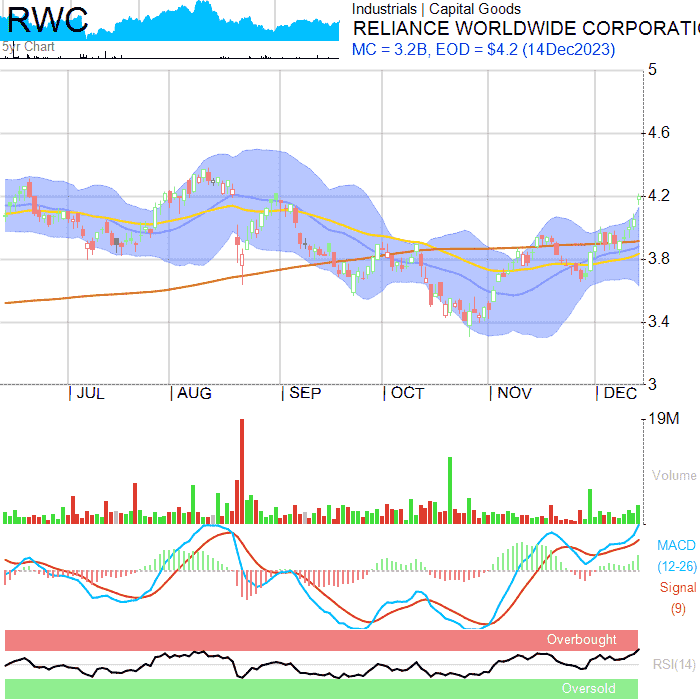 RWC
5yr Chart
Industrials | Capital Goods
RELIANCE WORLDWIDE CORPORATI
MC = 3.2B, EOD = $4.2 (14Dec2023)
5
4.6
4.2
3.8
3.4
3
| JUL | AUG | SEP | OCT | NOV | DEC
19M
Volume
MACD
(12-26)
Signal
(9)
Overbought
RSI(14)
Oversold